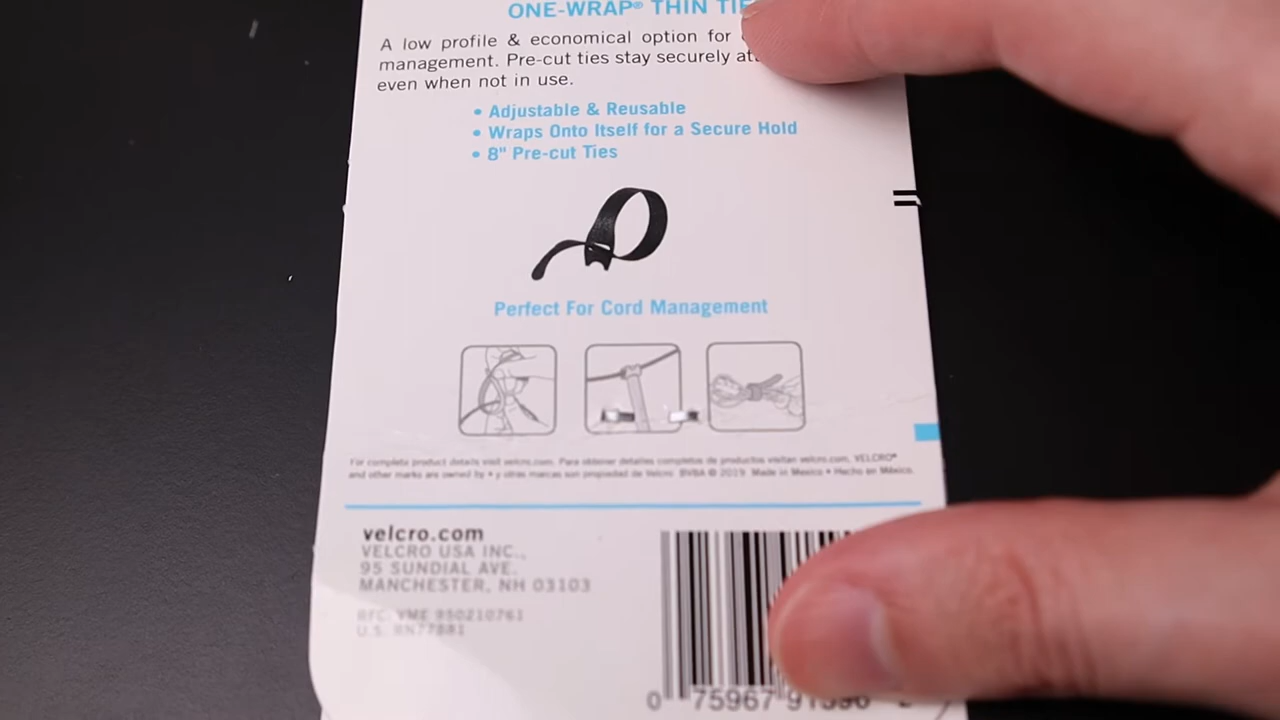 ONE-WRAP® THIN TIE
A low profile & economical option for
management. Pre-cut ties stay securely
even when not in use.
• Adjustable & Reusable
• Wraps Onto Itself for a Secure Hold
• 8" Pre-cut Ties
Perfect For Cord Management
For complete product details visit velcro.com. Para obtener detalles completos de productos visitan velcro.com. VELCRO®
and other marks are owned by • y otras marcas son propiedad de Velcro BVBA © 2019 Made in Mexico • Hecho en México.
velcro.com
VELCRO USA INC.,
95 SUNDIAL AVE.
MANCHESTER, NH 03103
RFC: VME 950210761
U.S. RN77881
0 75967